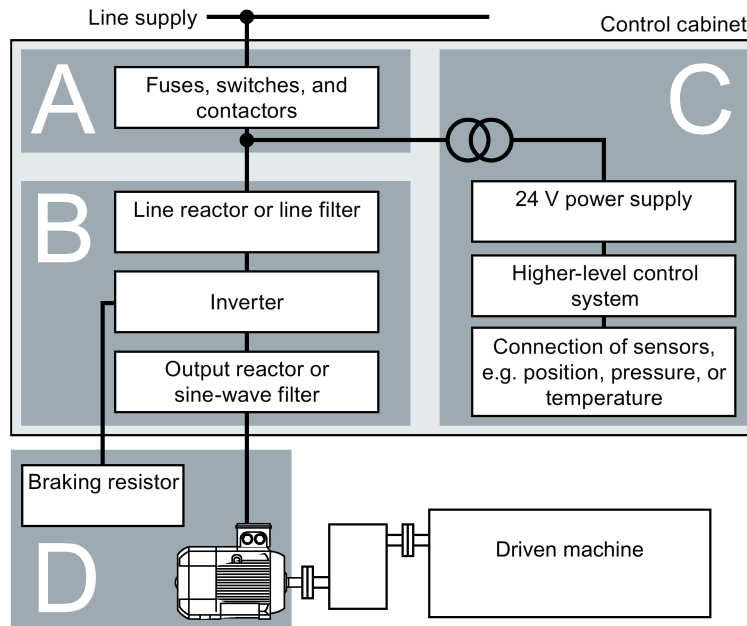 Line supply
Control cabinet
A
Fuses, switches, and
contactors
C
B
Line reactor or line filter
Inverter
Output reactor or
sine-wave filter
24 V power supply
Higher-level control
system
Connection of sensors,
e.g. position, pressure, or
temperature
Braking resistor
D
Driven machine